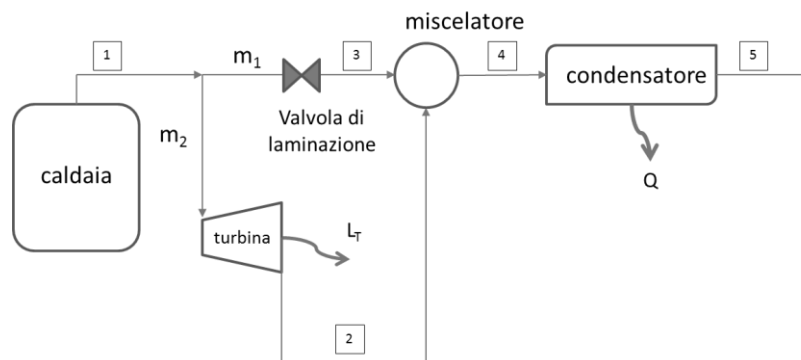 miscelatore
1
m1
3
4
condensatore
5
Valvola di
laminazione
m2
caldaia
Q
turbina
LT
2